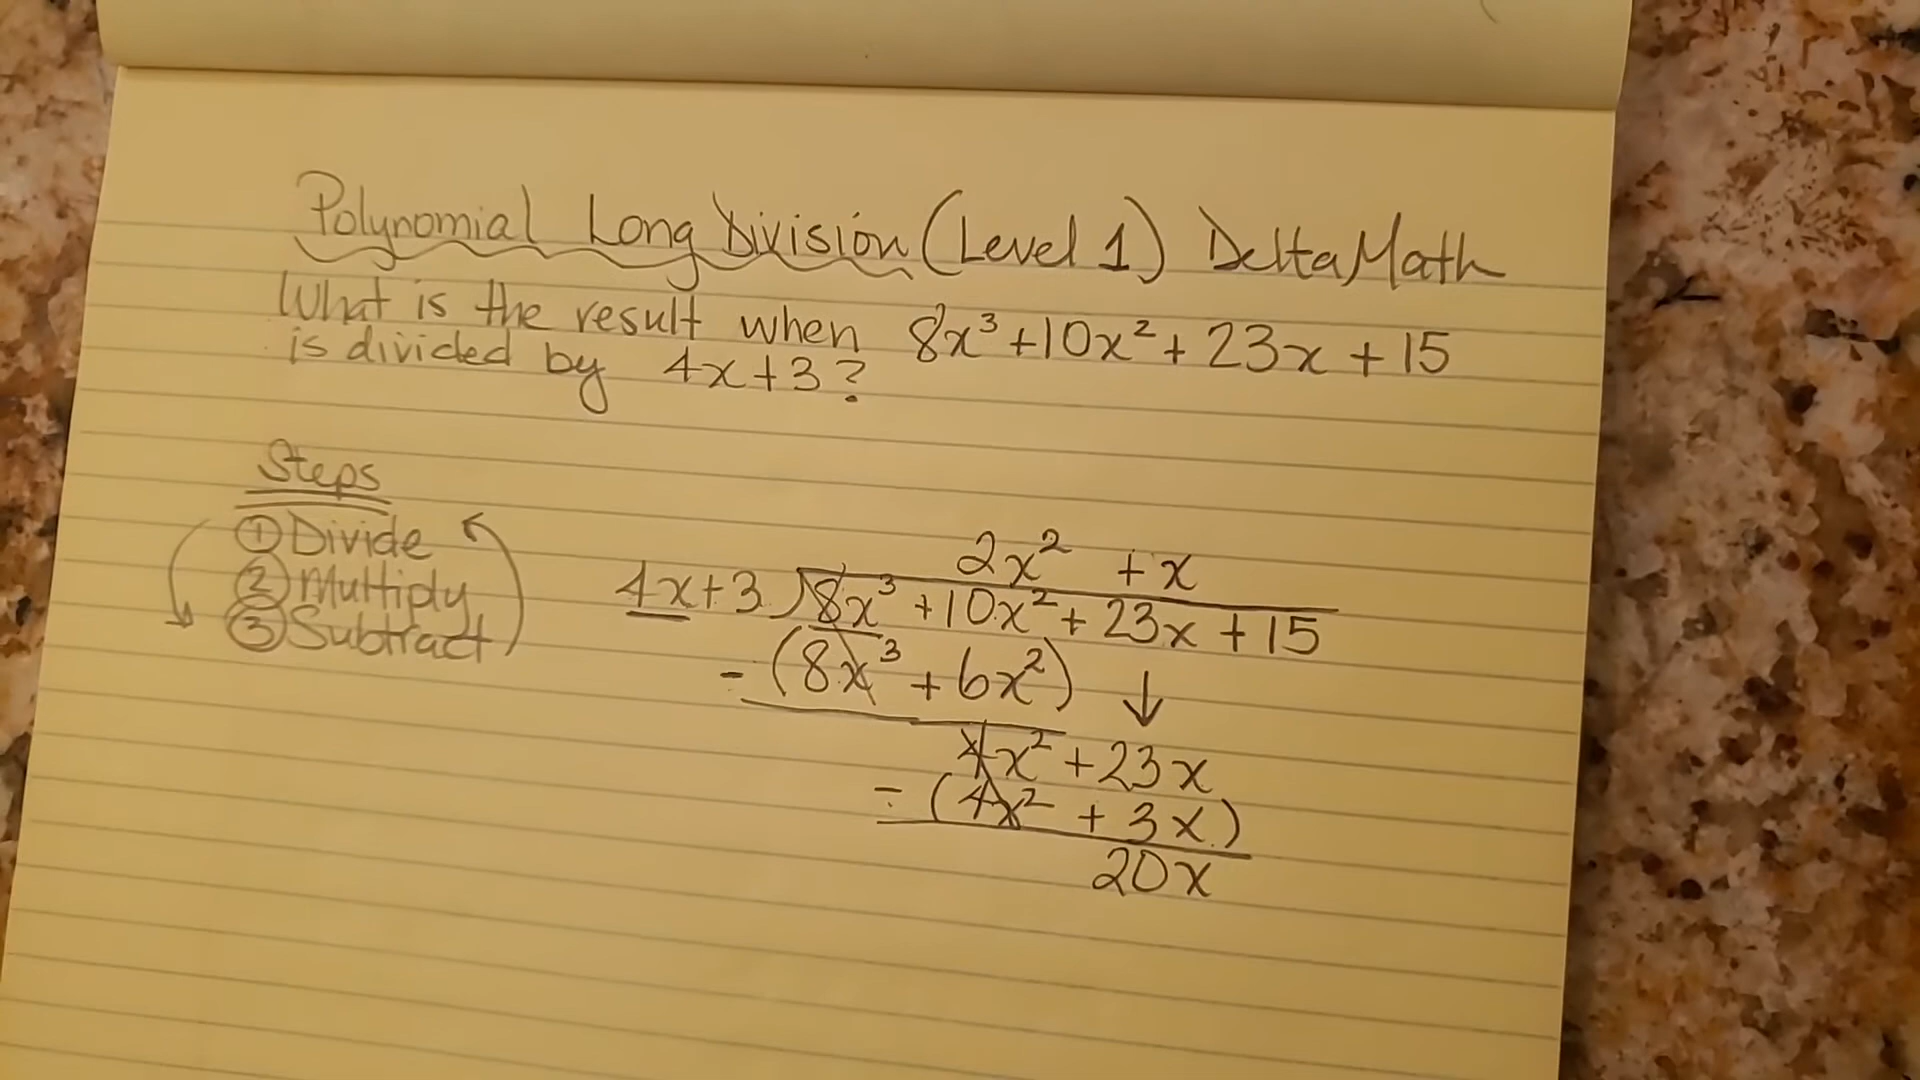 Polynomial Long Division (Level 1) DeltaMath
What is the result when 8x³+10x²+23x+15
is divided by 4x+3?
Steps
① Divide
② Multiply
③ Subtract
2x² +x
4x+3)8x³+10x²+23x+15
-(8x³+6x²) ↓
4x²+23x
-(4x²+3x)
20x